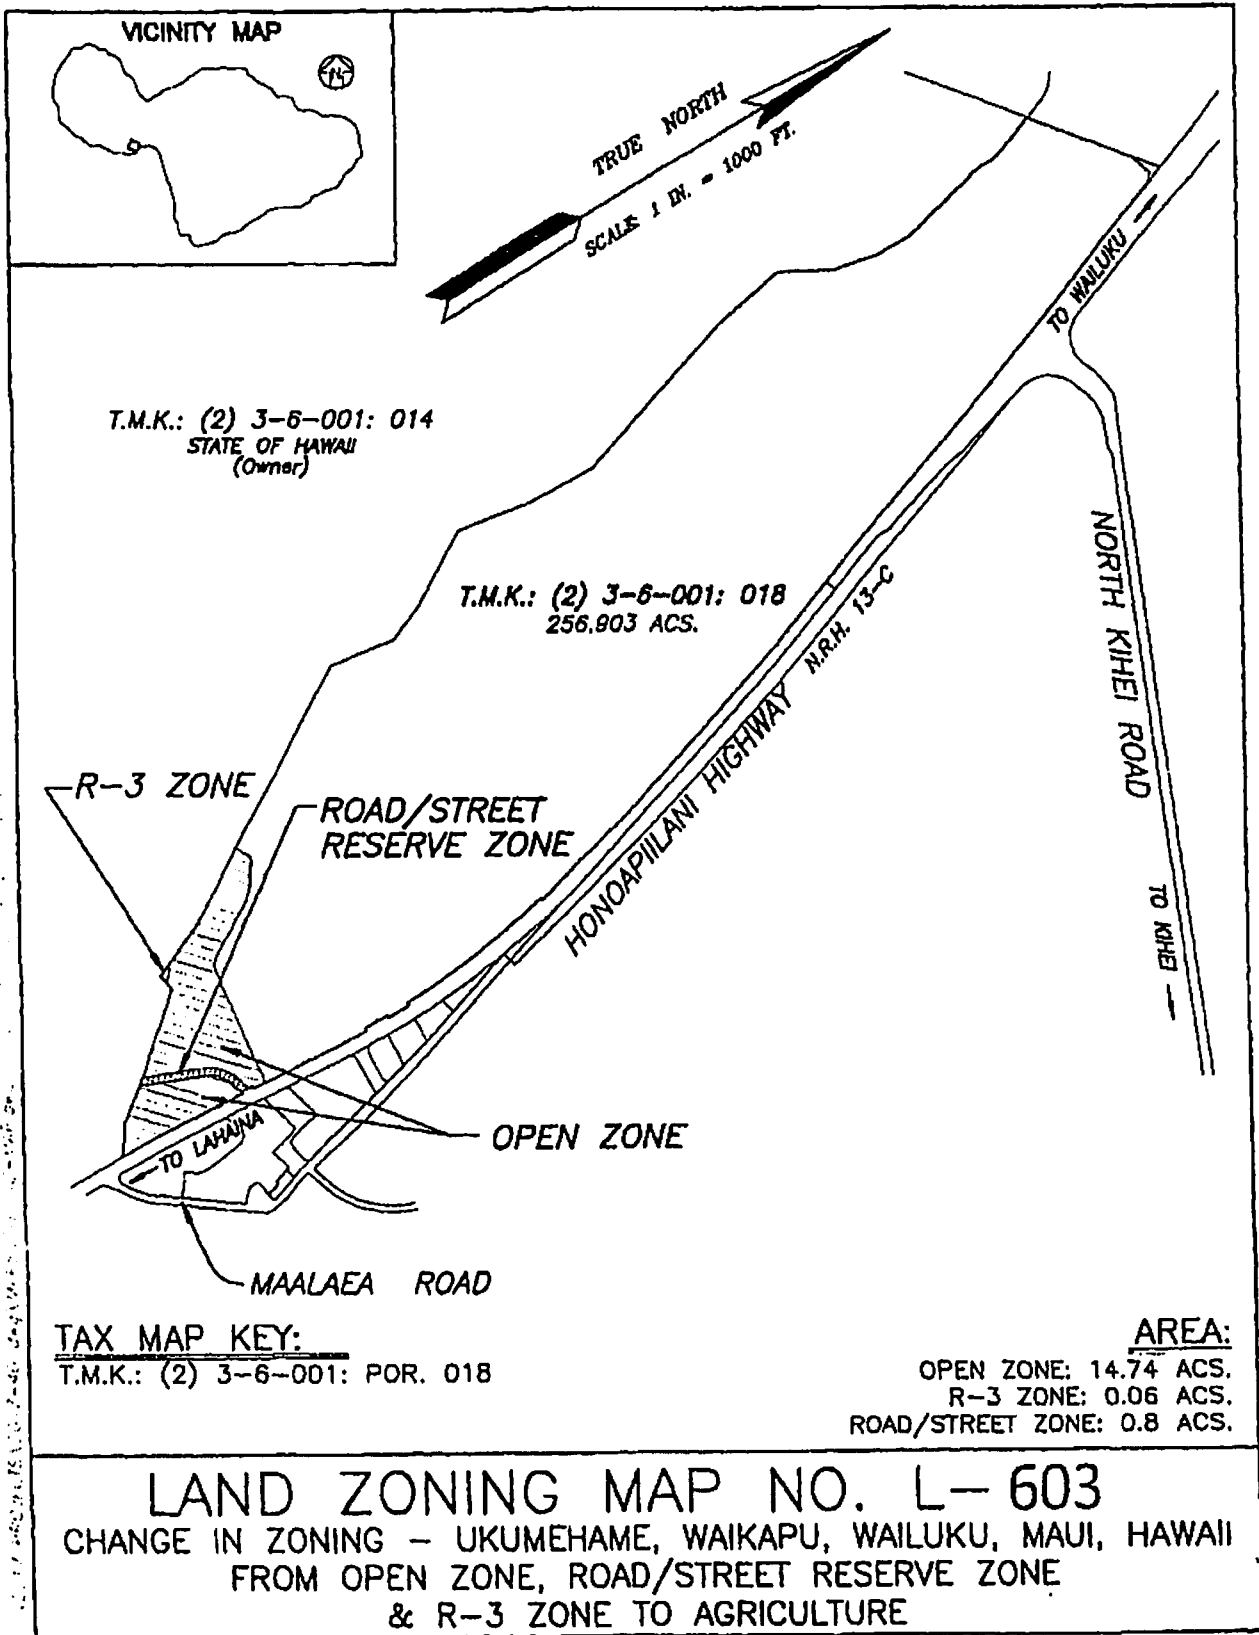 VICINITY MAP
N
TRUE NORTH
SCALE 1 IN. = 1000 FT.
TO WAILUKU
T.M.K.: (2) 3-6-001: 014
STATE OF HAWAII
(Owner)
T.M.K.: (2) 3-6-001: 018
256.903 ACS.
N.R.H. 13-C
HONOAPIILANI HIGHWAY
NORTH KIHEI ROAD
TO KIHEI
R-3 ZONE
ROAD/STREET
RESERVE ZONE
OPEN ZONE
TO LAHAINA
MAALAEA ROAD
TAX MAP KEY:
T.M.K.: (2) 3-6-001: POR. 018
AREA:
OPEN ZONE: 14.74 ACS.
R-3 ZONE: 0.06 ACS.
ROAD/STREET ZONE: 0.8 ACS.
LAND ZONING MAP NO. L-603
CHANGE IN ZONING - UKUMEHAME, WAIKAPU, WAILUKU, MAUI, HAWAII
FROM OPEN ZONE, ROAD/STREET RESERVE ZONE
& R-3 ZONE TO AGRICULTURE